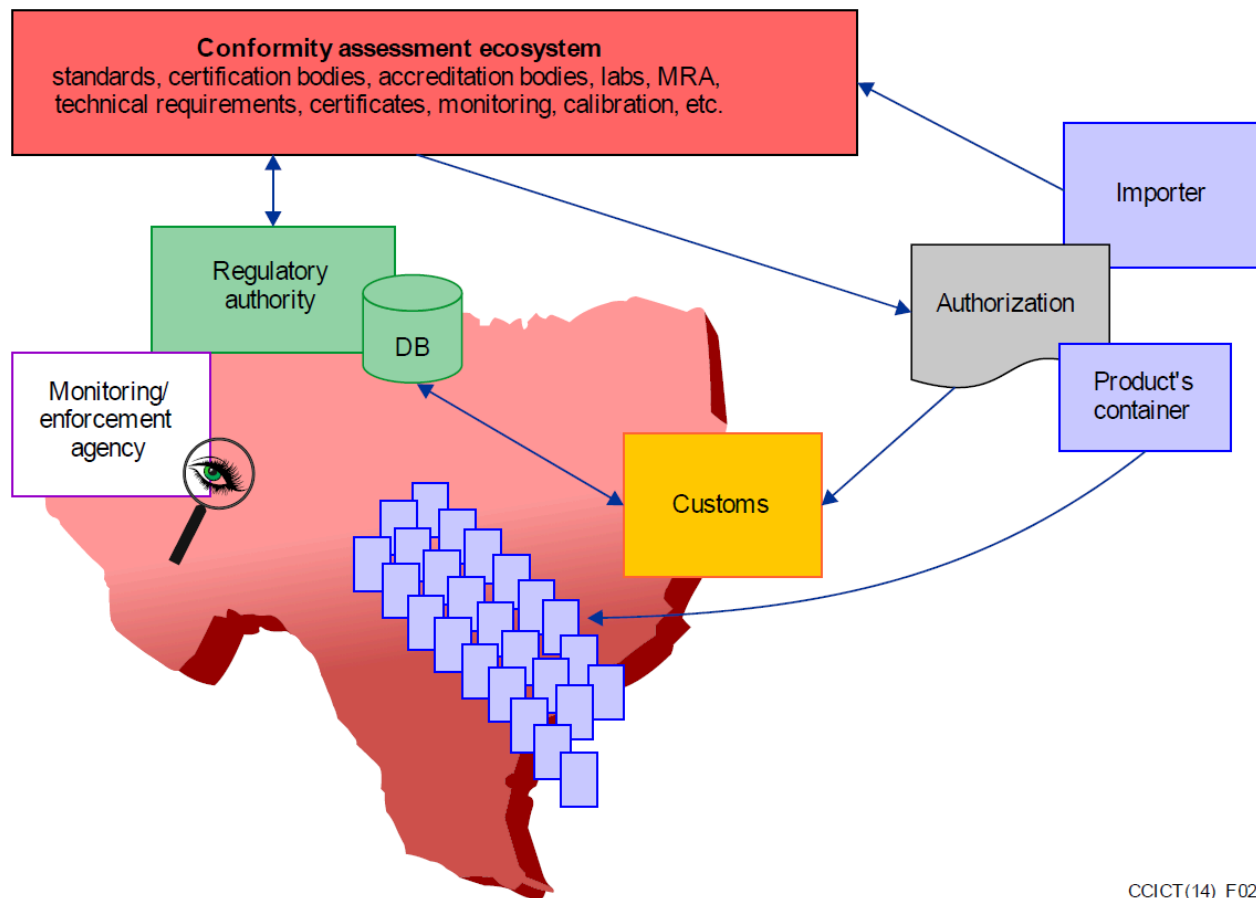 Conformity assessment ecosystem
standards, certification bodies, accreditation bodies, labs, MRA,
technical requirements, certificates, monitoring, calibration, etc.
Importer
Regulatory
authority
Authorization
DB
Monitoring/
enforcement
agency
Product's
container
Customs
CCICT(14)_F02